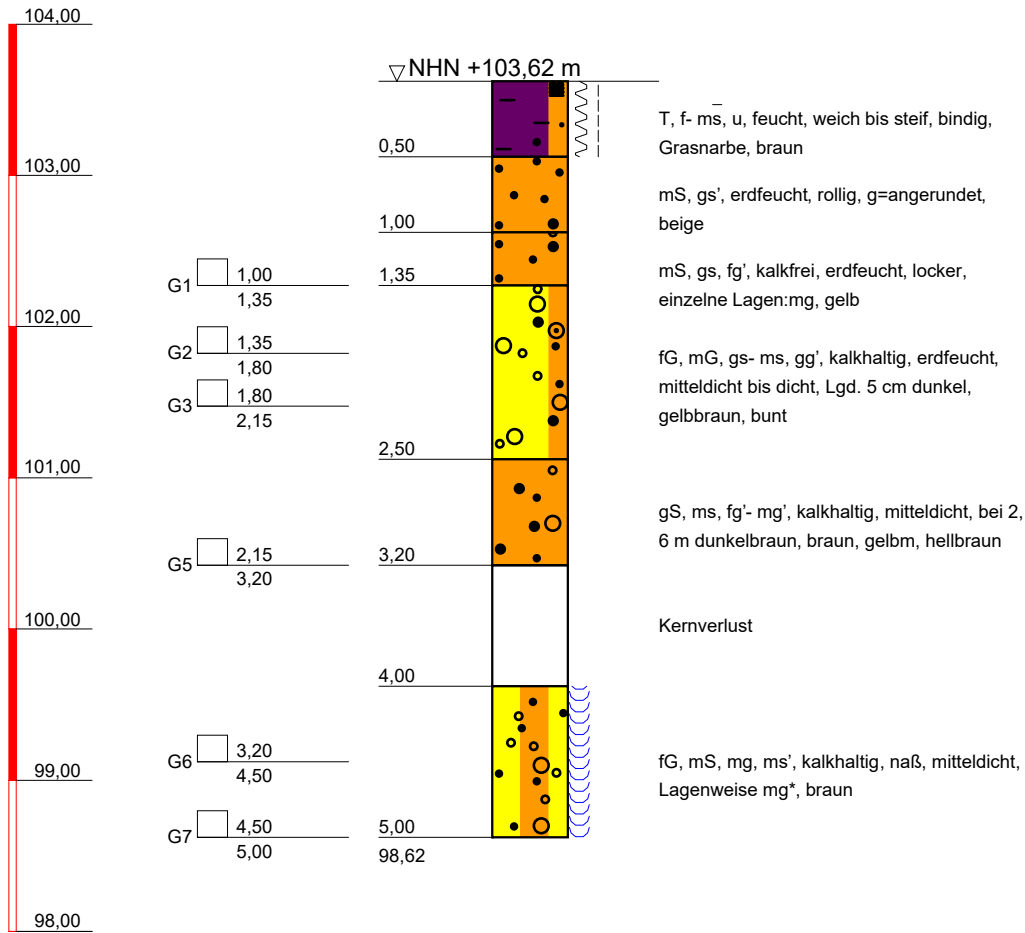 104,00
NHN +103,62 m
T, f- m̅s̅, u, feucht, weich bis steif, bindig,
Grasnarbe, braun
0,50
103,00
mS, gs’, erdfeucht, rollig, g=angerundet,
beige
1,00
mS, gs, fg’, kalkfrei, erdfeucht, locker,
einzelne Lagen:mg, gelb
G1
1,00
1,35
1,35
102,00
G2
1,35
1,80
fG, mG, gs- ms, gg’, kalkhaltig, erdfeucht,
mitteldicht bis dicht, Lgd. 5 cm dunkel,
gelbbraun, bunt
G3
1,80
2,15
2,50
101,00
gS, ms, fg’- mg’, kalkhaltig, mitteldicht, bei 2,
6 m dunkelbraun, braun, gelbm, hellbraun
G5
2,15
3,20
3,20
100,00
Kernverlust
4,00
G6
3,20
4,50
fG, mS, mg, ms’, kalkhaltig, naß, mitteldicht,
Lagenweise mg*, braun
99,00
G7
4,50
5,00
5,00
98,62
98,00